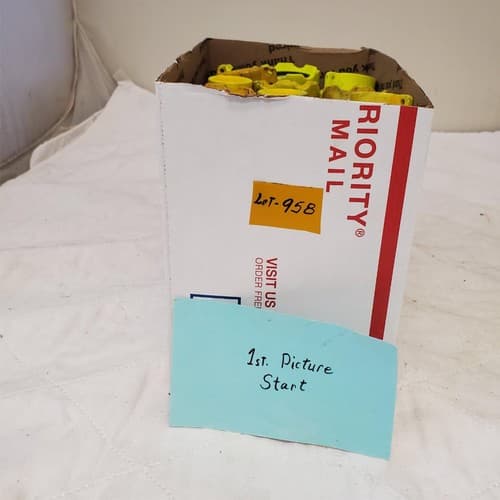 RIORITY®
MAIL
LOT-958
VISIT US
ORDER FRE
1st. Picture
Start